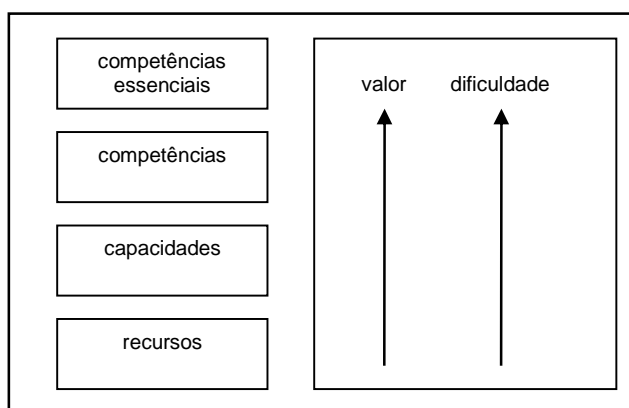 competências
essenciais
valor dificuldade
competências
capacidades
recursos